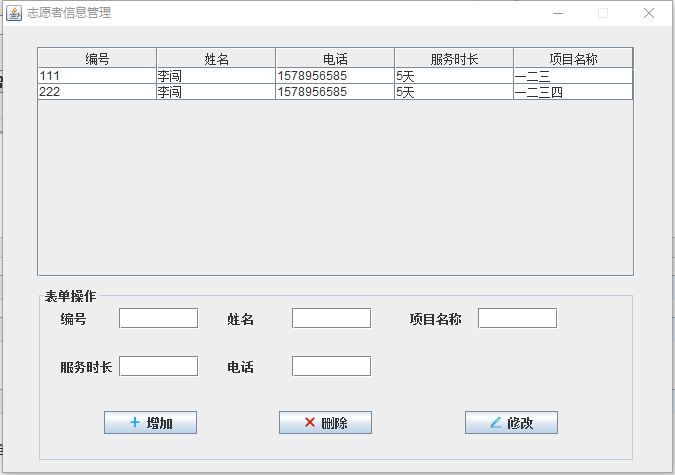 志愿者信息管理
编号 姓名 电话 服务时长 项目名称
111 李闯 1578956585 5天 一二三
222 李闯 1578956585 5天 一二三四
表单操作
编号 姓名 项目名称
服务时长 电话
增加 删除 修改